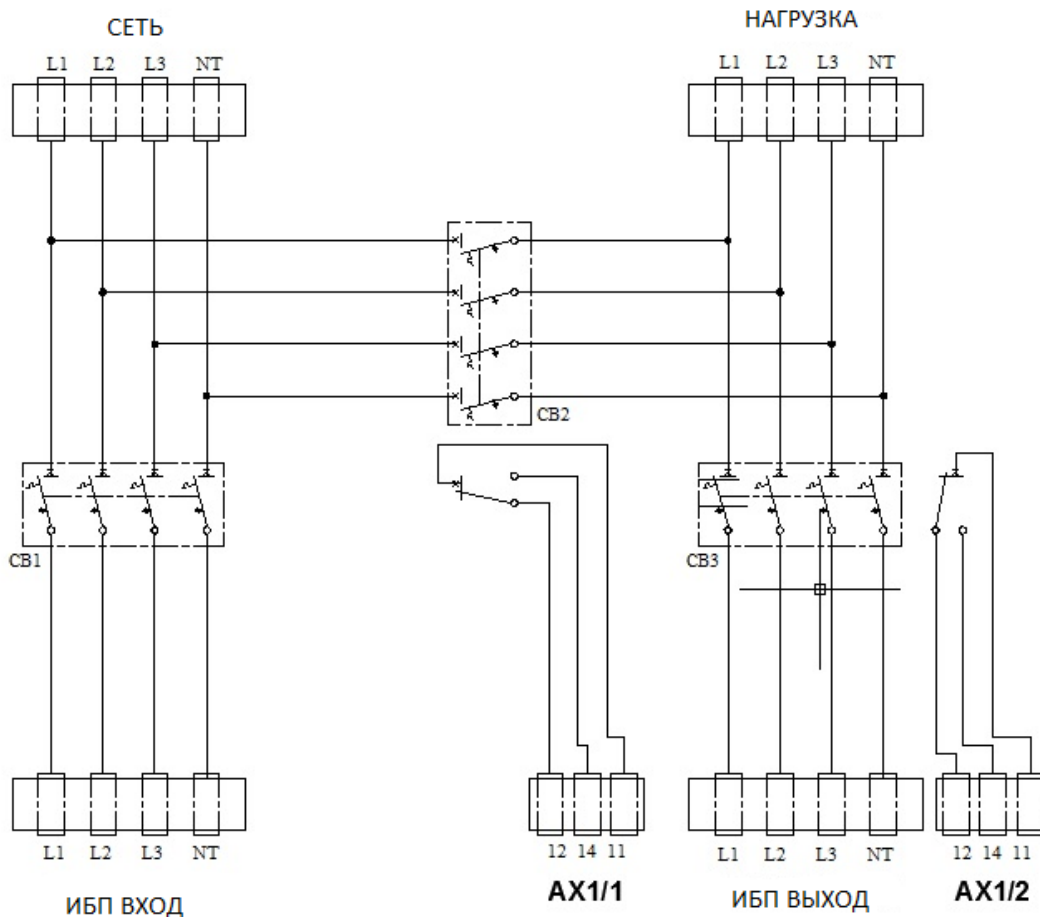 СЕТЬ
НАГРУЗКА
L1 L2 L3 NT
L1 L2 L3 NT
CB2
CB1
CB3
L1 L2 L3 NT
12 14 11
L1 L2 L3 NT
12 14 11
ИБП ВХОД
AX1/1
ИБП ВЫХОД
AX1/2